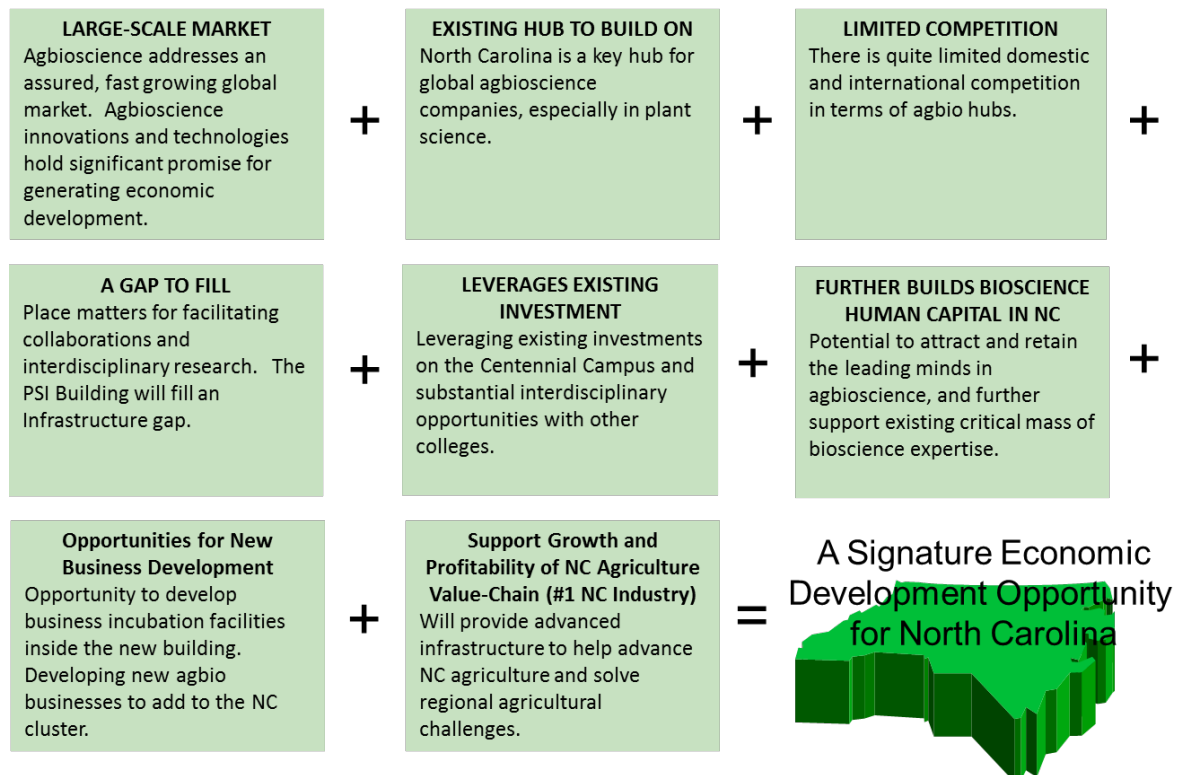 LARGE-SCALE MARKET
Agbioscience addresses an
assured, fast growing global
market. Agbioscience
innovations and technologies
hold significant promise for
generating economic
development.
+
EXISTING HUB TO BUILD ON
North Carolina is a key hub for
global agbioscience
companies, especially in plant
science.
+
LIMITED COMPETITION
There is quite limited domestic
and international competition
in terms of agbio hubs.
+
A GAP TO FILL
Place matters for facilitating
collaborations and
interdisciplinary research. The
PSI Building will fill an
Infrastructure gap.
+
LEVERAGES EXISTING
INVESTMENT
Leveraging existing investments
on the Centennial Campus and
substantial interdisciplinary
opportunities with other
colleges.
+
FURTHER BUILDS BIOSCIENCE
HUMAN CAPITAL IN NC
Potential to attract and retain
the leading minds in
agbioscience, and further
support existing critical mass of
bioscience expertise.
+
Opportunities for New
Business Development
Opportunity to develop
business incubation facilities
inside the new building.
Developing new agbio
businesses to add to the NC
cluster.
+
Support Growth and
Profitability of NC Agriculture
Value-Chain (#1 NC Industry)
Will provide advanced
infrastructure to help advance
NC agriculture and solve
regional agricultural
challenges.
=
A Signature Economic
Development Opportunity
for North Carolina